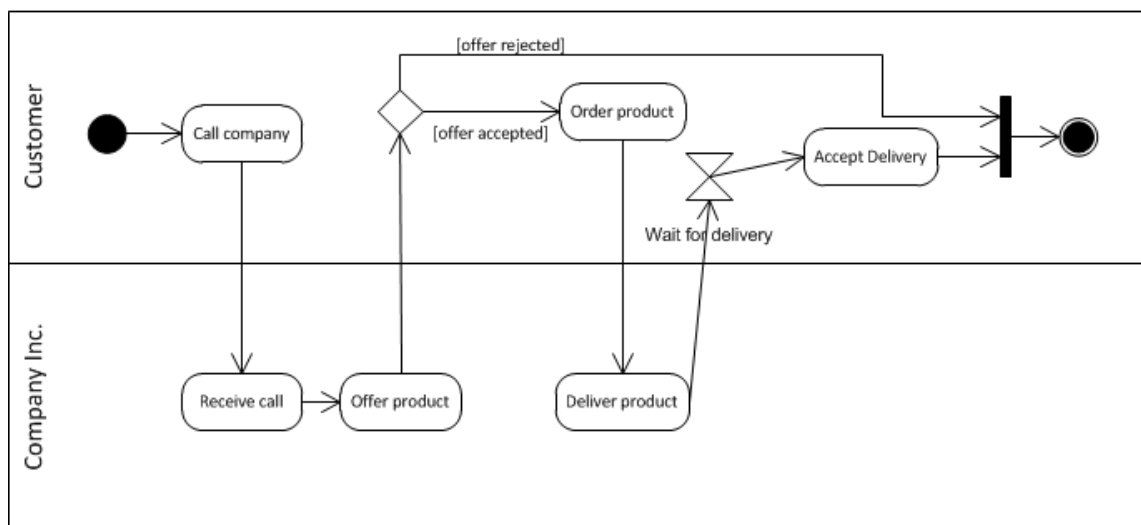 Customer
[offer rejected]
Call company
[offer accepted]
Order product
Accept Delivery
Wait for delivery
Company Inc.
Receive call
Offer product
Deliver product